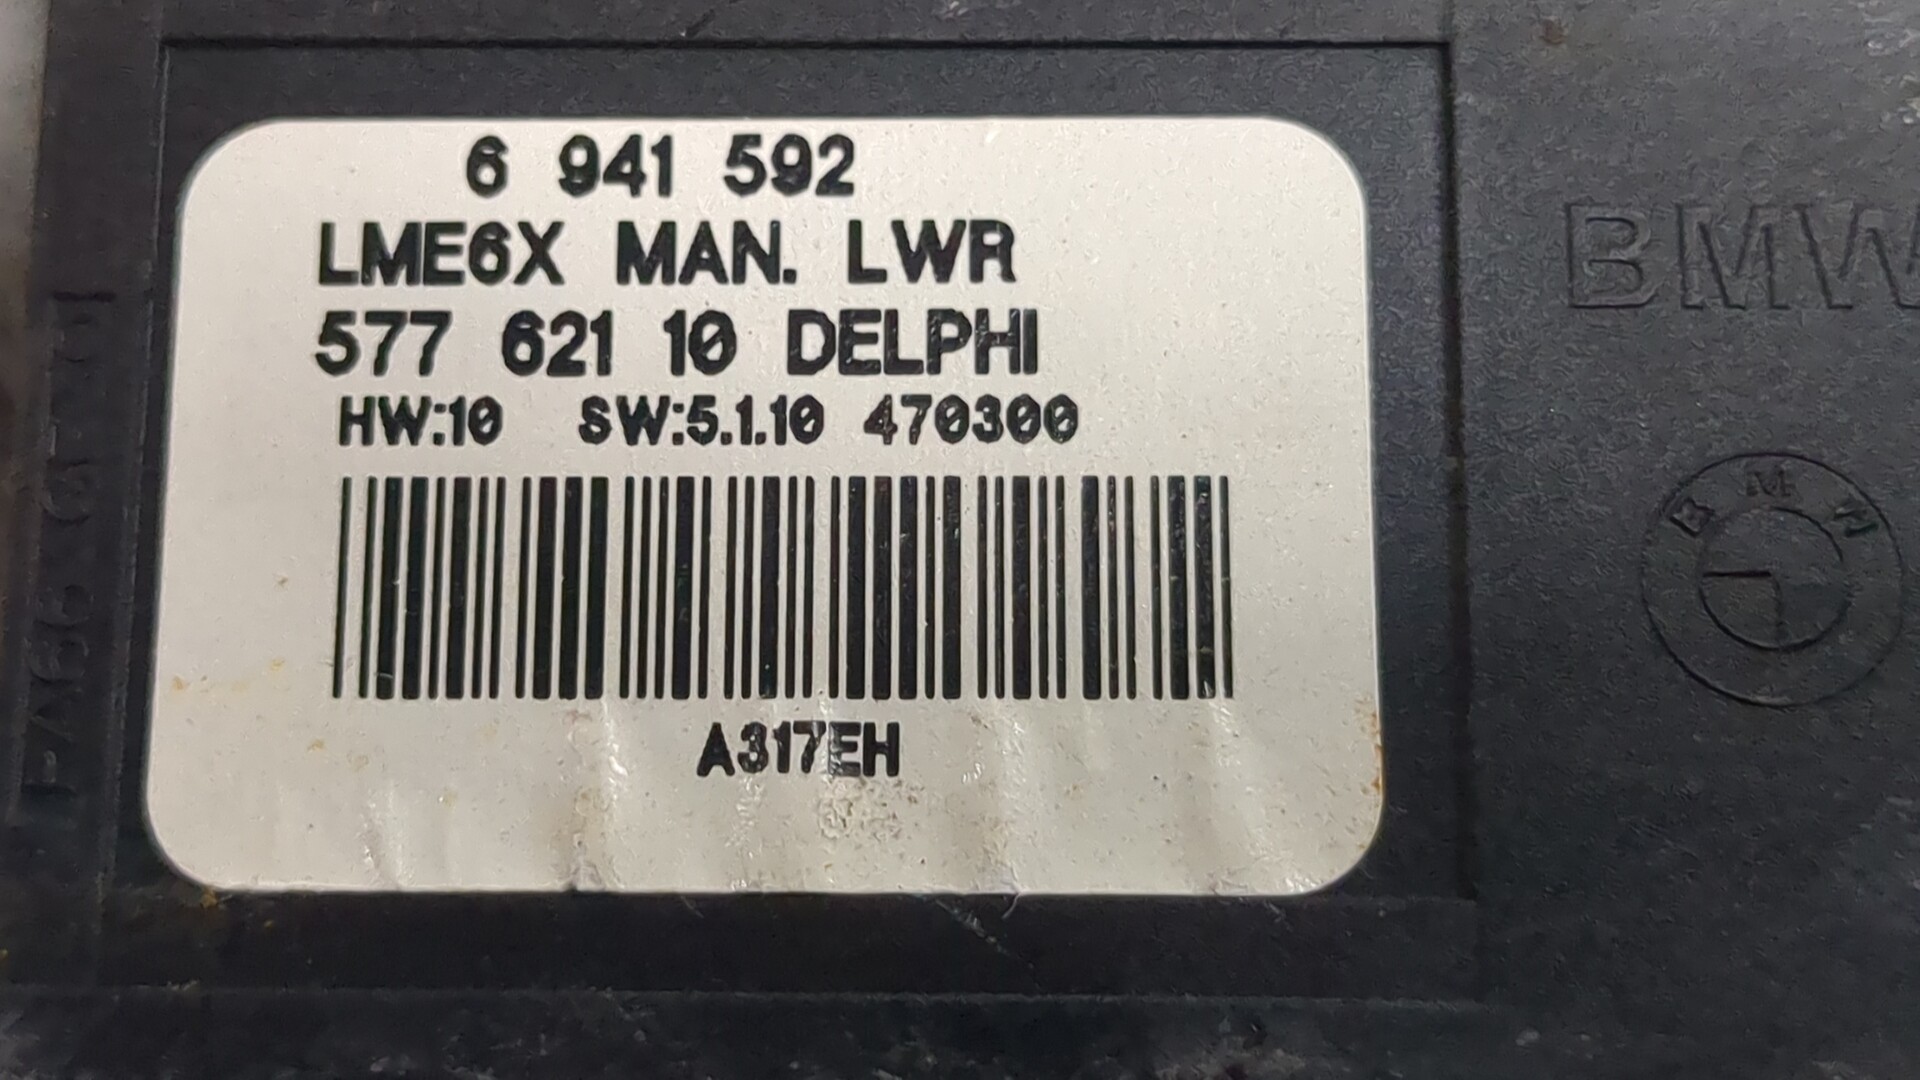 6 941 592
LME6X MAN. LWR
577 621 10 DELPHI
HW:10 SW:5.1.10 470300
A317EH
BMW
BMW